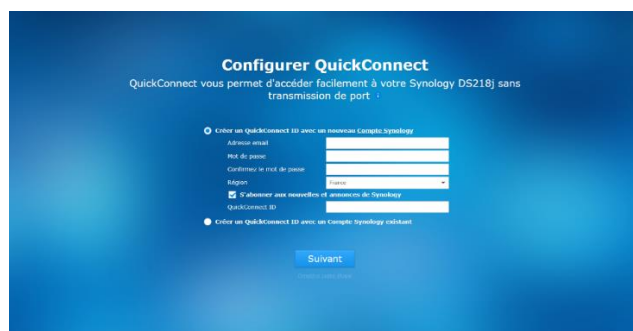 Configurer QuickConnect
QuickConnect vous permet d'accéder facilement à votre Synology DS218j sans
transmission de port
Créer un QuickConnect ID avec un nouveau Compte Synology
Adresse email
Mot de passe
Confirmez le mot de passe
Région
France
S'abonner aux nouvelles et annonces de Synology
QuickConnect ID
Créer un QuickConnect ID avec un Compte Synology existant
Suivant